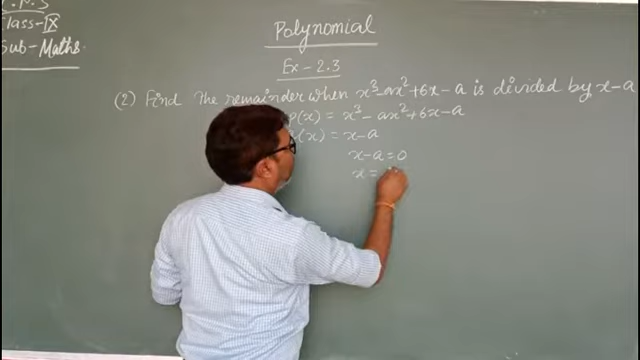 Class-IX
Sub-Maths.
Polynomial
Ex-2.3
(2) Find the remainder when x³-ax²+6x-a is divided by x-a
p(x) = x³-ax²+6x-a
(x) = x-a
x-a=0
x=